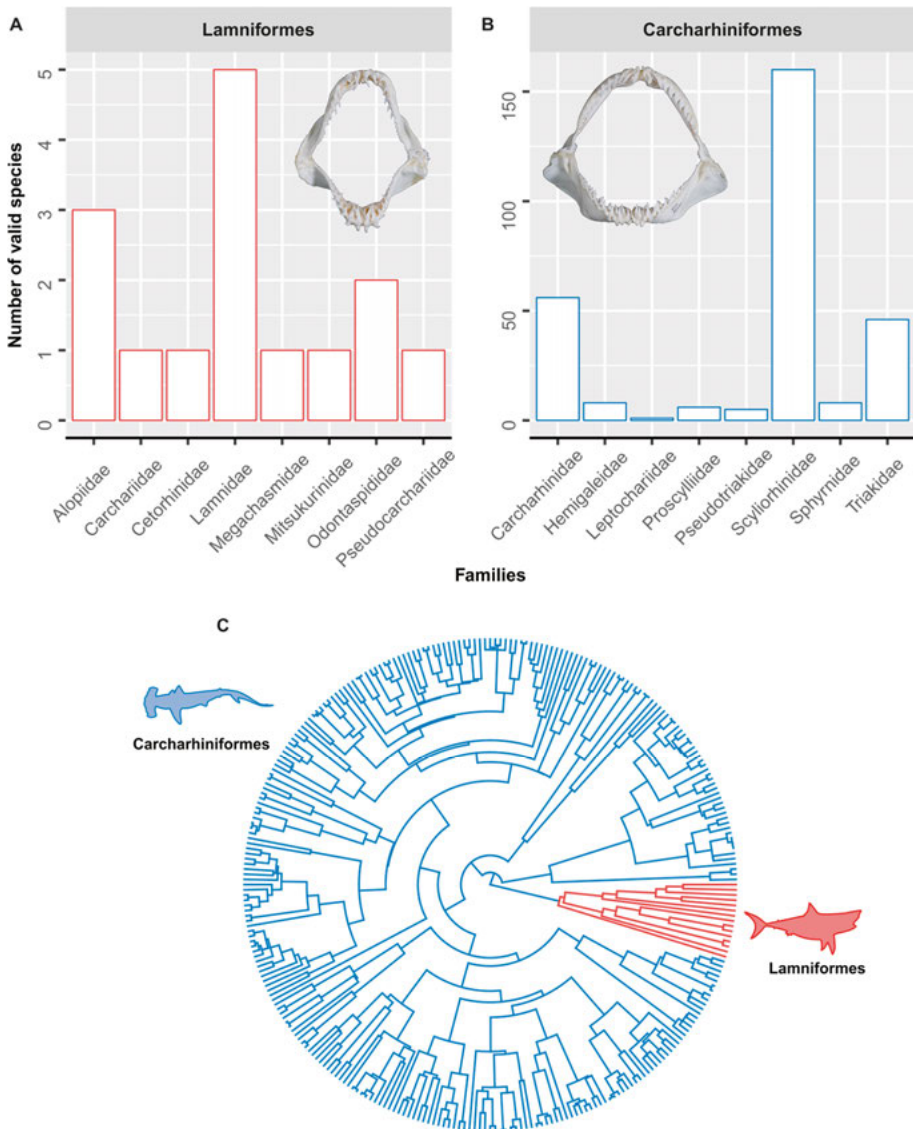 A
Lamniformes
B
Carcharhiniformes
Number of valid species
5
4
3
2
1
0
150
100
50
0
Alopiidae
Carchariidae
Cetorhinidae
Lamnidae
Megachasmidae
Mitsukurinidae
Odontaspididae
Pseudocarchariidae
Carcharhinidae
Hemigaleidae
Leptochariidae
Proscylliidae
Pseudotriakidae
Scyliorhinidae
Sphyrnidae
Triakidae
Families
C
Carcharhiniformes
Lamniformes